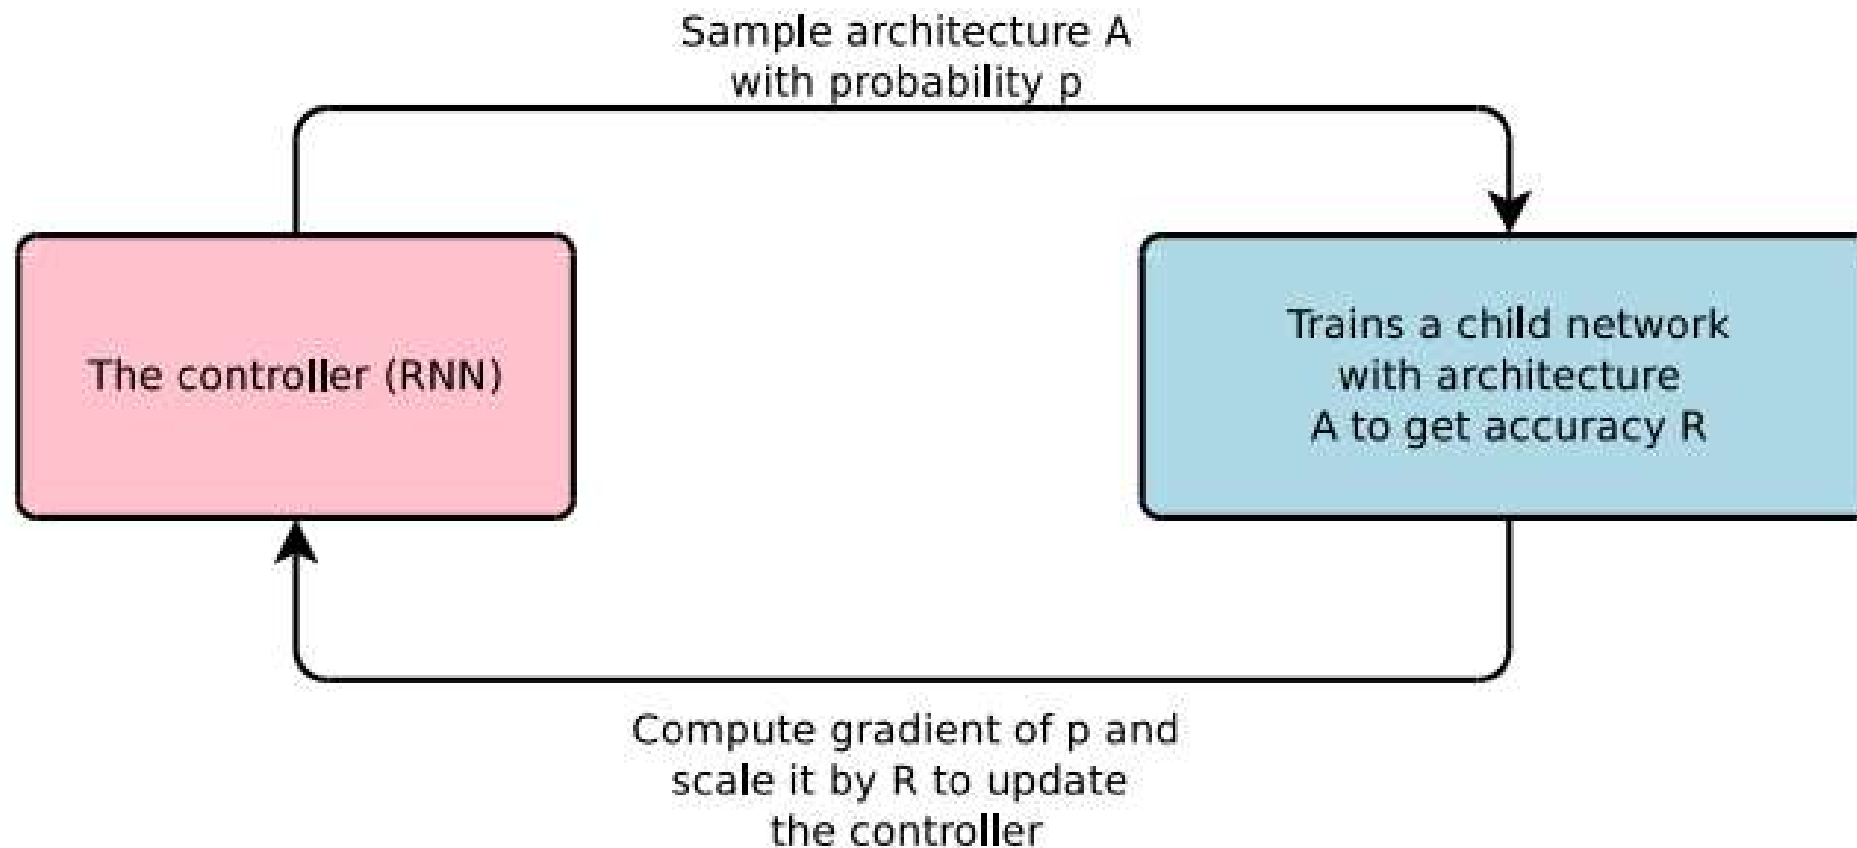 Sample architecture A
with probability p
The controller (RNN)
Trains a child network
with architecture
A to get accuracy R
Compute gradient of p and
scale it by R to update
the controller